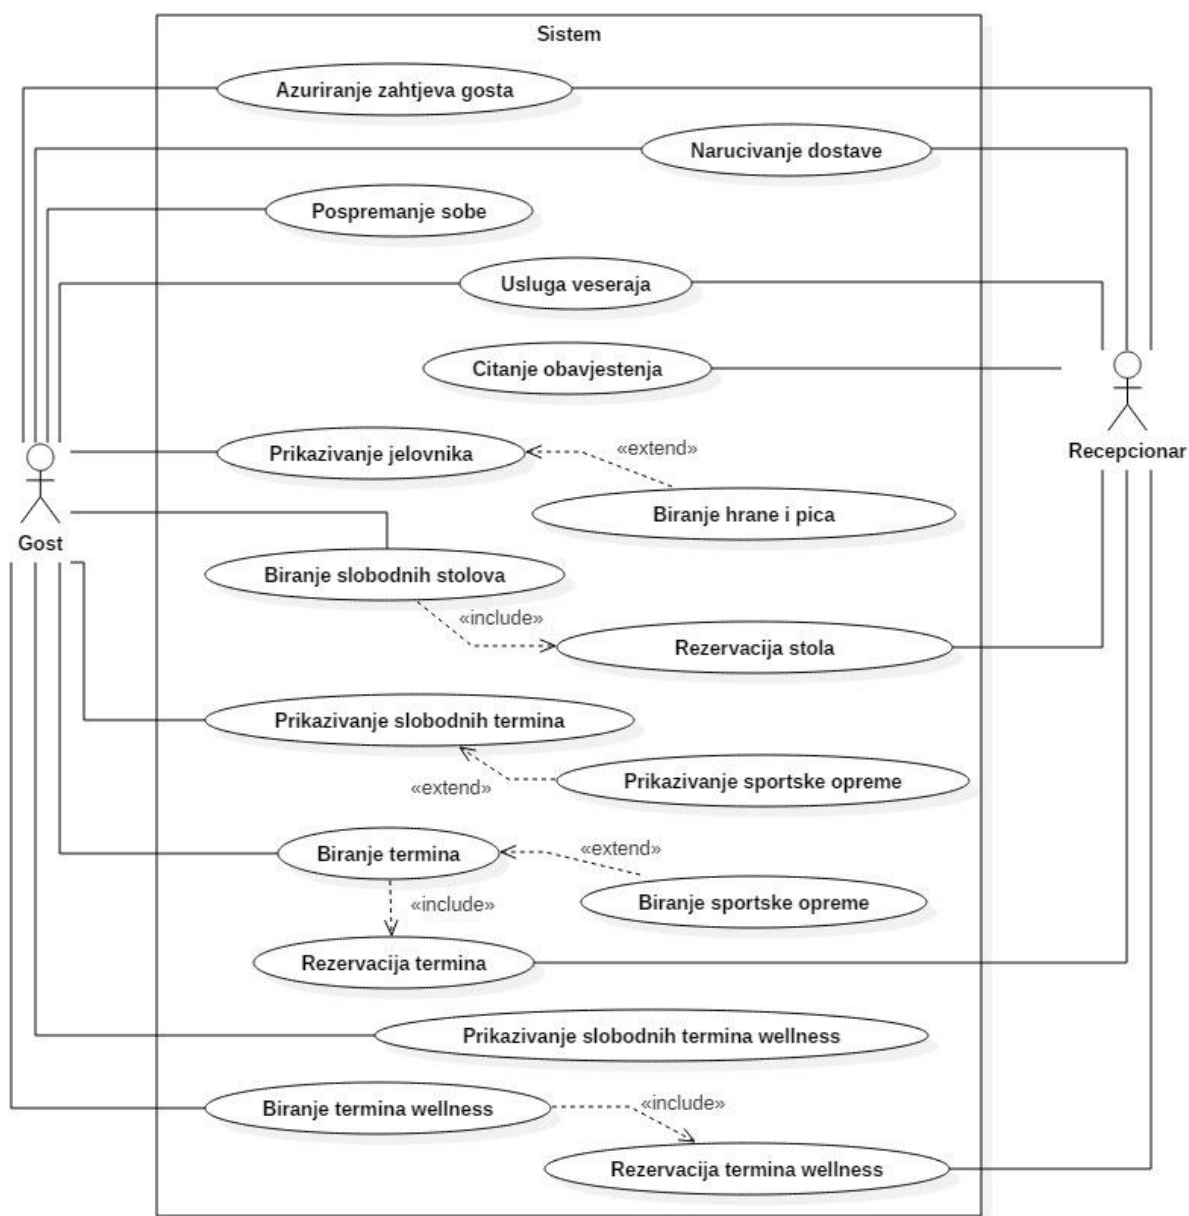 Sistem
Azuriranje zahtjeva gosta
Narucivanje dostave
Pospremanje sobe
Usluga veseraja
Citanje obavjestenja
Prikazivanje jelovnika
«extend»
Recepcionar
Biranje hrane i pica
Gost
Biranje slobodnih stolova
«include»
Rezervacija stola
Prikazivanje slobodnih termina
Prikazivanje sportske opreme
«extend»
Biranje termina
«extend»
Biranje sportske opreme
«include»
Rezervacija termina
Prikazivanje slobodnih termina wellness
Biranje termina wellness
«include»
Rezervacija termina wellness